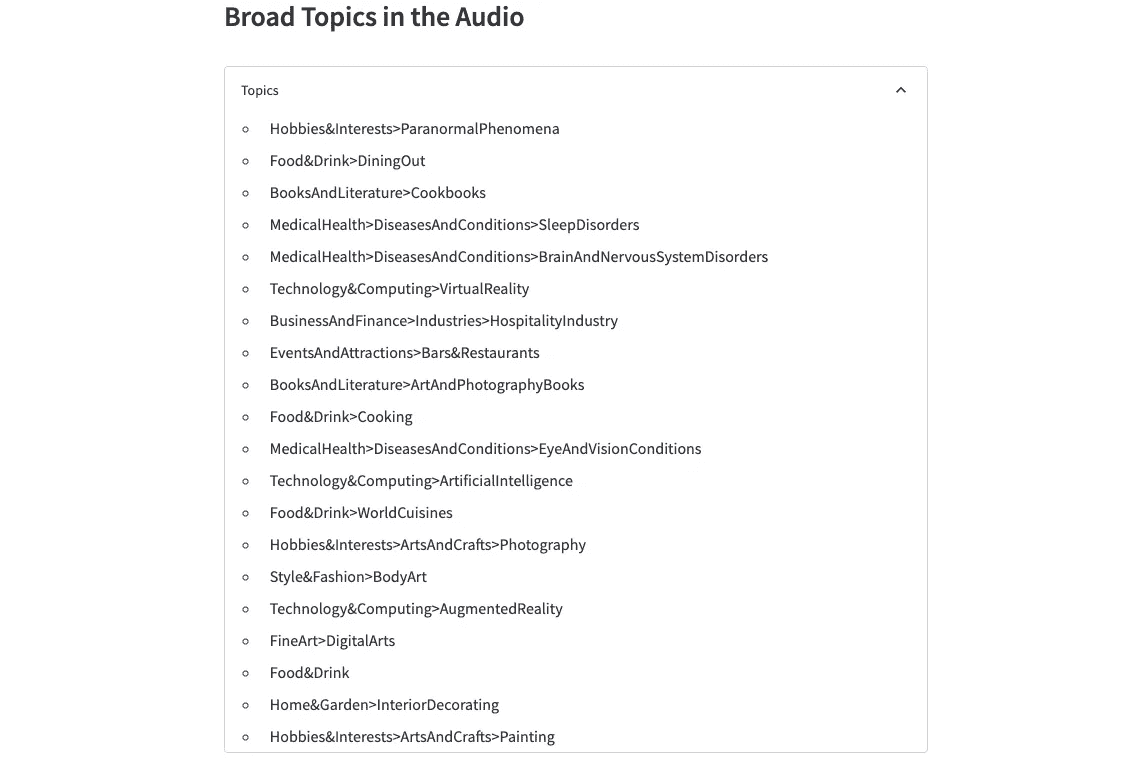 Broad Topics in the Audio
Topics
Hobbies&Interests>ParanormalPhenomena
Food&Drink>DiningOut
BooksAndLiterature>Cookbooks
MedicalHealth>DiseasesAndConditions>SleepDisorders
MedicalHealth>DiseasesAndConditions>BrainAndNervousSystemDisorders
Technology&Computing>VirtualReality
BusinessAndFinance>Industries>HospitalityIndustry
EventsAndAttractions>Bars&Restaurants
BooksAndLiterature>ArtAndPhotographyBooks
Food&Drink>Cooking
MedicalHealth>DiseasesAndConditions>EyeAndVisionConditions
Technology&Computing>ArtificialIntelligence
Food&Drink>WorldCuisines
Hobbies&Interests>ArtsAndCrafts>Photography
Style&Fashion>BodyArt
Technology&Computing>AugmentedReality
FineArt>DigitalArts
Food&Drink
Home&Garden>InteriorDecorating
Hobbies&Interests>ArtsAndCrafts>Painting